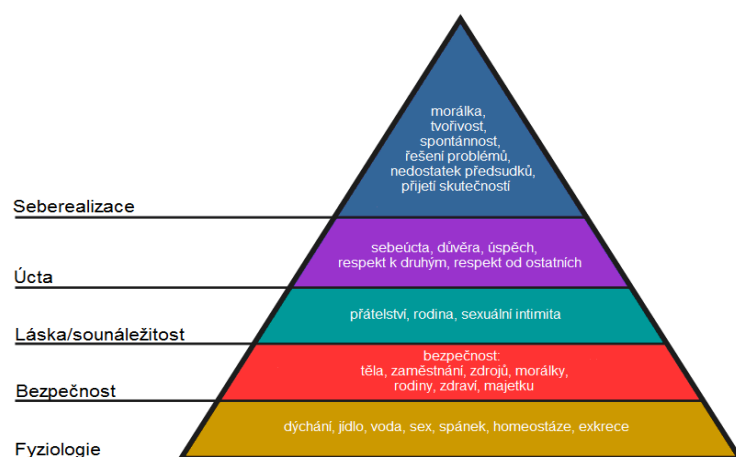 morálka,
tvořivost,
spontánnost,
řešení problémů,
nedostatek předsudků,
přijetí skutečností
Seberealizace
sebeúcta, důvěra, úspěch,
respekt k druhým, respekt od ostatních
Úcta
přátelství, rodina, sexuální intimita
Láska/sounáležitost
bezpečnost:
těla, zaměstnání, zdrojů, morálky,
rodiny, zdraví, majetku
Bezpečnost
dýchání, jídlo, voda, sex, spánek, homeostáze, exkrece
Fyziologie